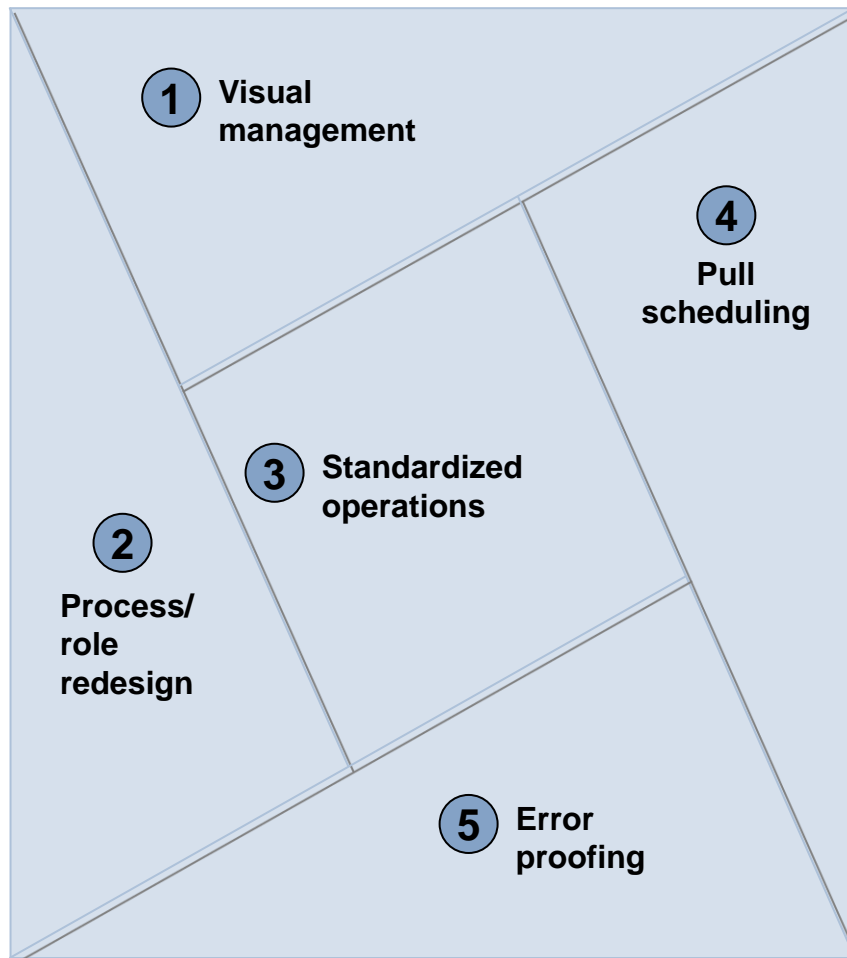 1
Visual
management
2
Process/
role
redesign
3
Standardized
operations
4
Pull
scheduling
5
Error
proofing